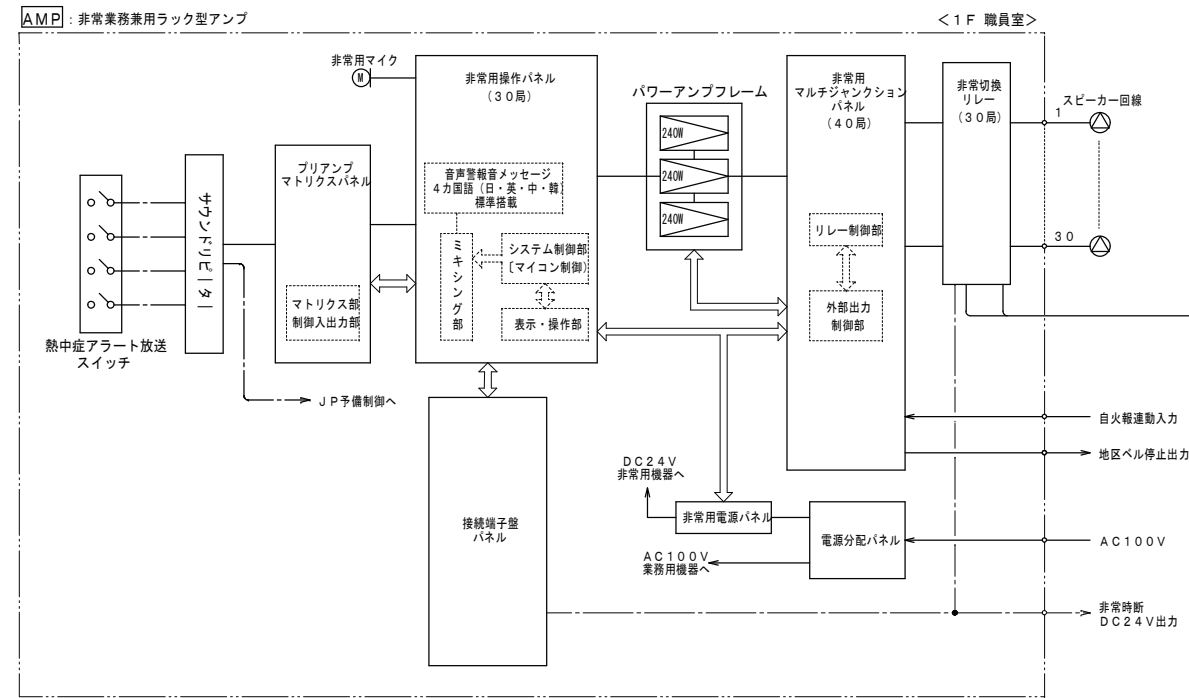 AMP：非常業務兼用ラック型アンプ
＜１Ｆ 職員室＞
非常用マイク
M
非常用操作パネル
（３０局）
パワーアンプフレーム
240W
240W
240W
非常用
マルチジャンクション
パネル
（４０局）
非常切換
リレー
（３０局）
スピーカー回線
1
３０
プリアンプ
マトリクスパネル
サウンドリピーター
音声警報音メッセージ
４カ国語（日・英・中・韓）
標準搭載
ミキシング部
システム制御部
〔マイコン制御〕
表示・操作部
マトリクス部
制御入出力部
リレー制御部
外部出力
制御部
熱中症アラート放送
スイッチ
ＪＰ予備制御へ
自火報連動入力
地区ベル停止出力
ＤＣ２４Ｖ
非常用機器へ
非常用電源パネル
接続端子盤
パネル
電源分配パネル
ＡＣ１００Ｖ
ＡＣ１００Ｖ
業務用機器へ
非常時断
ＤＣ２４Ｖ出力